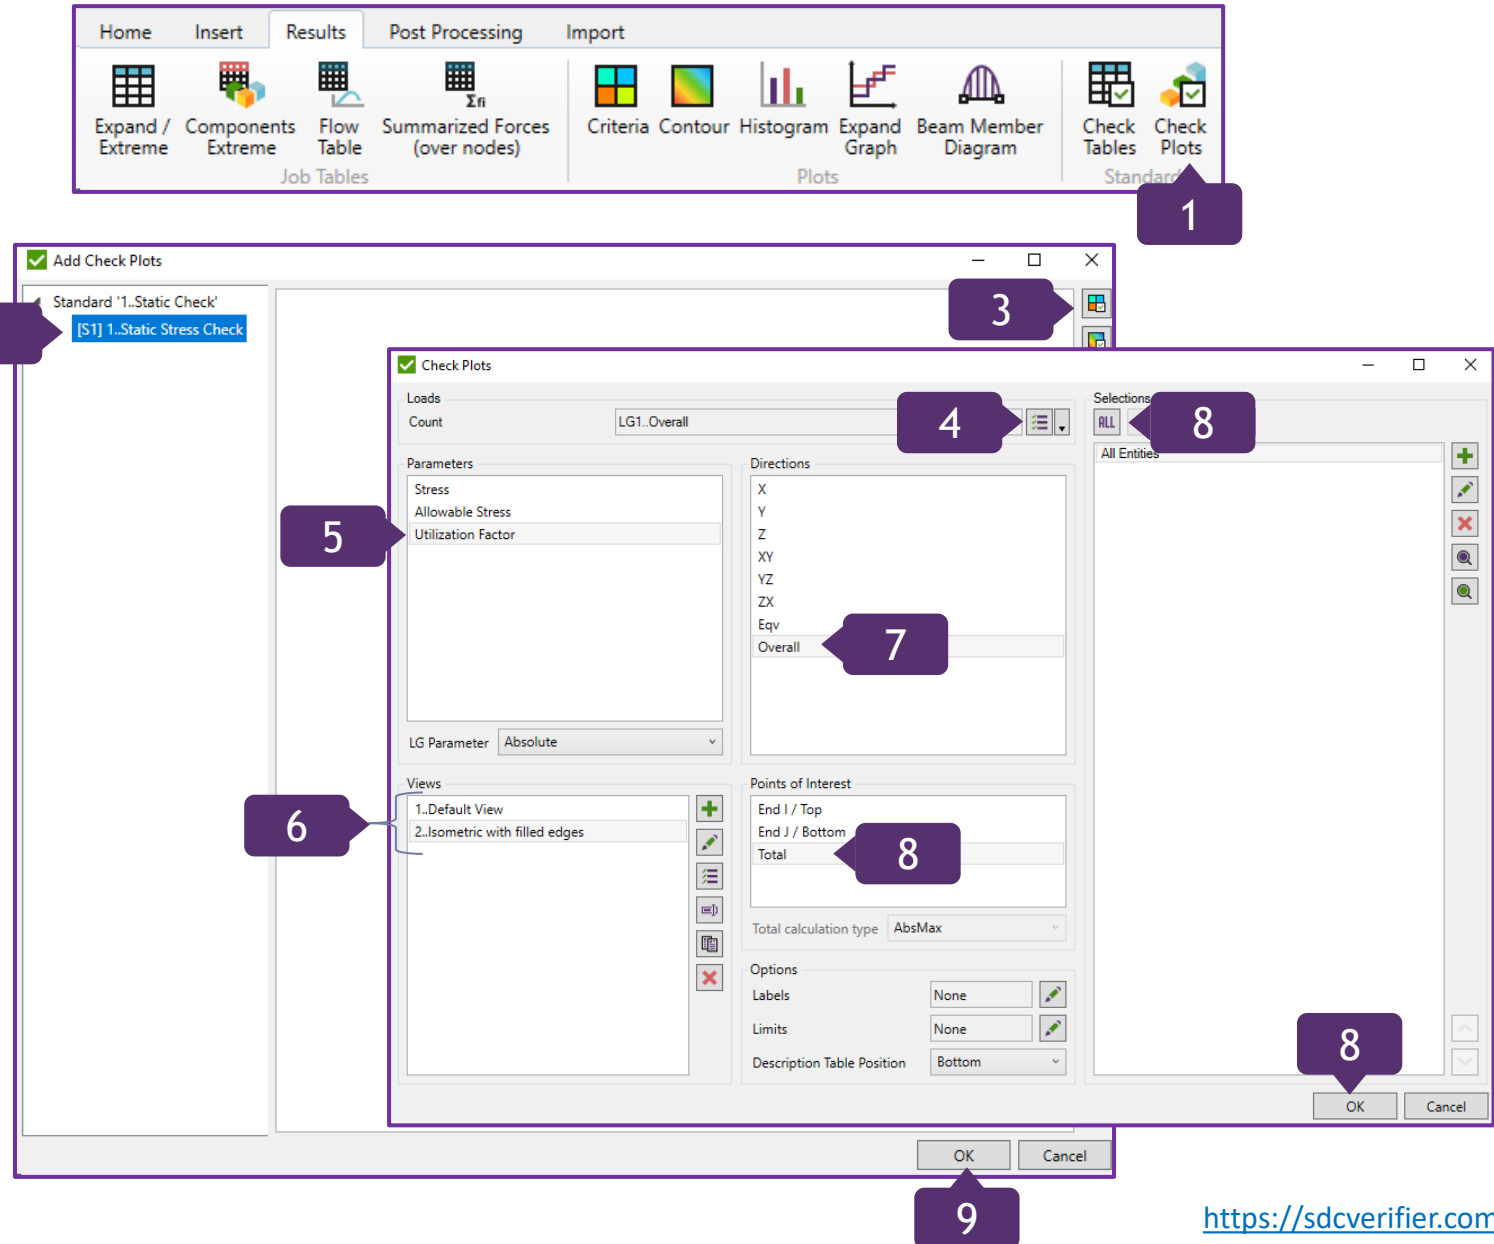 Home Insert Results Post Processing Import
Expand / Extreme
Components Extreme
Flow Table
Summarized Forces (over nodes)
Σfi
Criteria
Contour
Histogram
Expand Graph
Beam Member Diagram
Check Tables
Check Plots
Job Tables
Plots
1
Add Check Plots
Standard '1..Static Check'
[S1] 1..Static Stress Check
3
Check Plots
Loads
Count
LG1..Overall
4
Selections
ALL
8
All Entities
Parameters
Stress
Allowable Stress
Utilization Factor
5
LG Parameter
Absolute
Directions
X
Y
Z
XY
YZ
ZX
Eqv
Overall
7
Views
1..Default View
2..Isometric with filled edges
6
Points of Interest
End I / Top
End J / Bottom
Total
8
Total calculation type
AbsMax
Options
Labels
None
Limits
None
Description Table Position
Bottom
8
OK
Cancel
OK
Cancel
9
https://sdcverifier.com